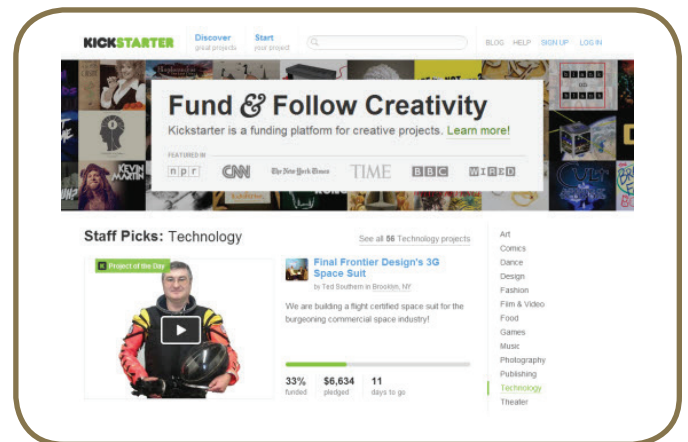 KICKSTARTER
Discover
great projects
Start
your project
BLOG HELP SIGN UP LOG IN
Fund & Follow Creativity
Kickstarter is a funding platform for creative projects. Learn more!
FEATURED IN
npr CNN The New York Times TIME BBC WIRED
KEVIN
MARTIN
Staff Picks: Technology
See all 56 Technology projects
K Project of the Day
Final Frontier Design's 3G
Space Suit
by Ted Southern in Brooklyn, NY
We are building a flight certified space suit for the
burgeoning commercial space industry!
33% $6,634 11
funded pledged days to go
Art
Comics
Dance
Design
Fashion
Film & Video
Food
Games
Music
Photography
Publishing
Technology
Theater